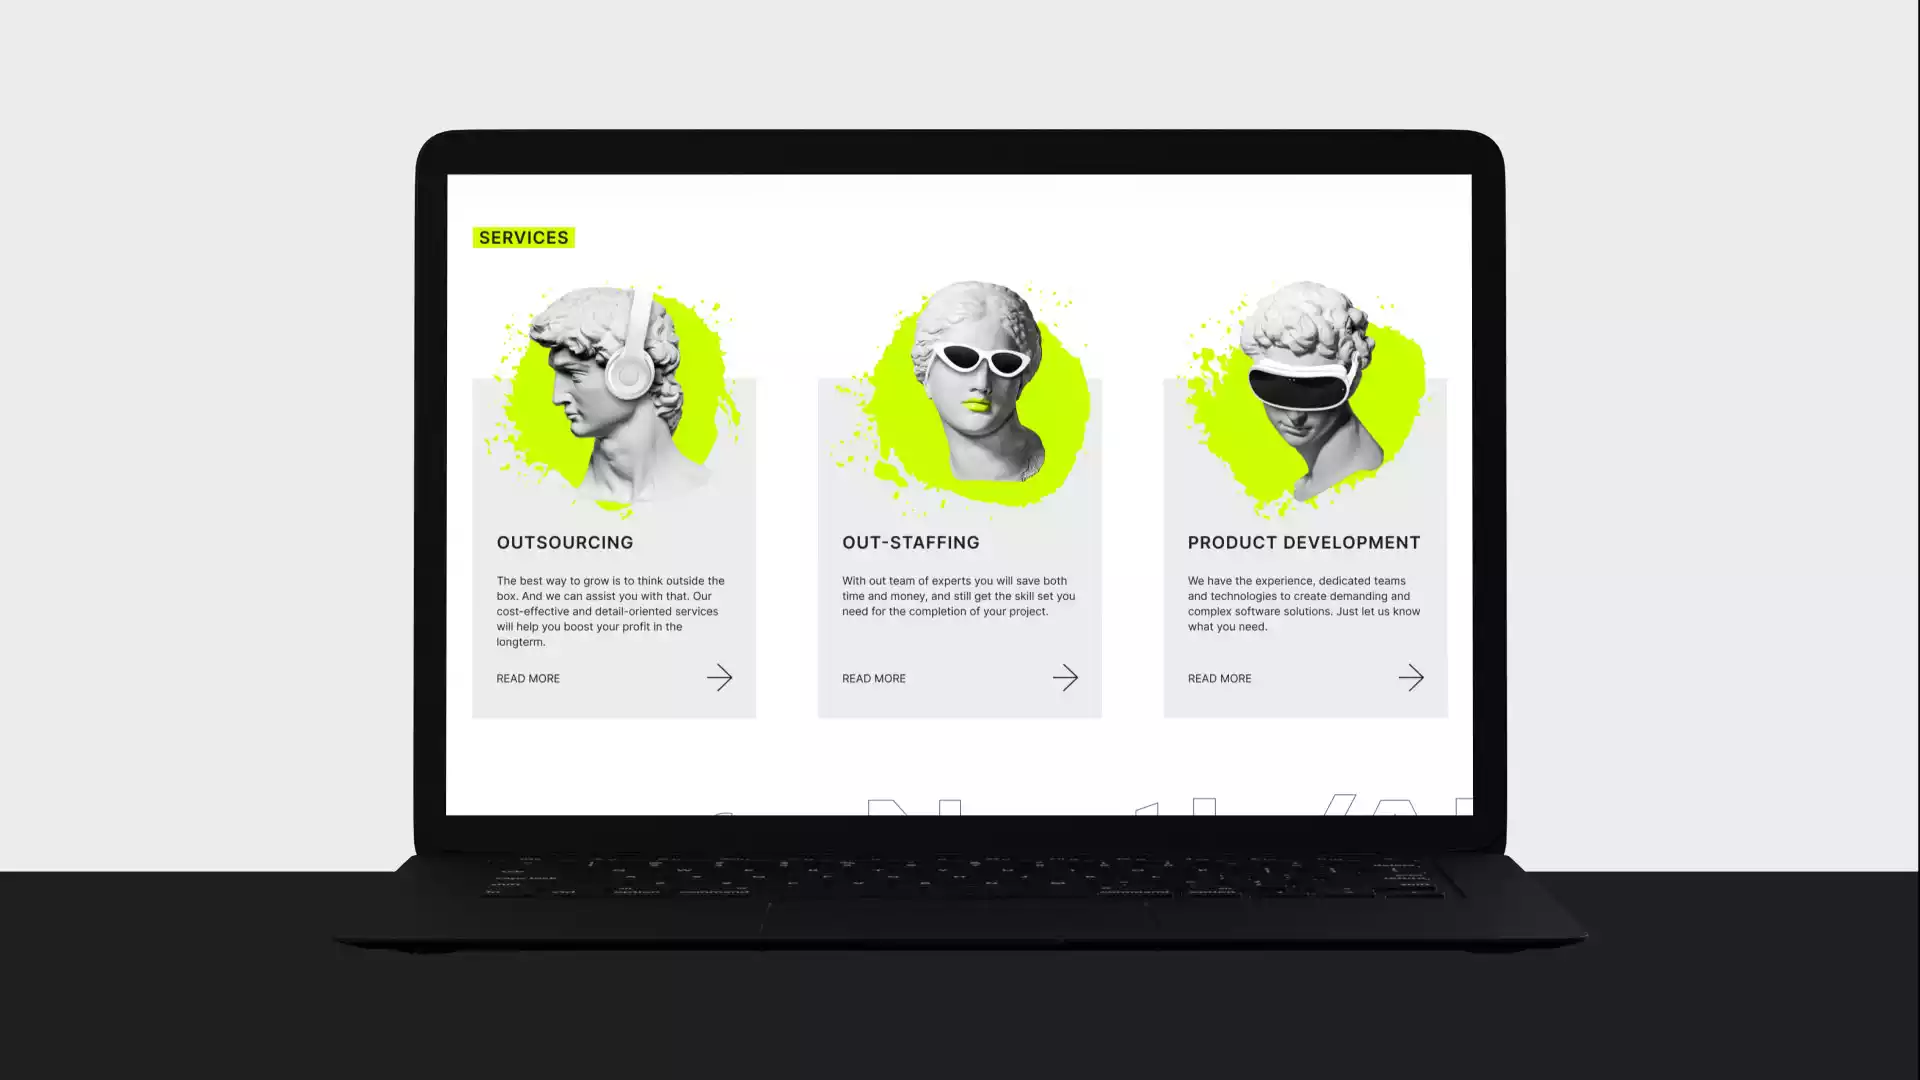 SERVICES
OUTSOURCING
The best way to grow is to think outside the
box. And we can assist you with that. Our
cost-effective and detail-oriented services
will help you boost your profit in the
longterm.
READ MORE
OUT-STAFFING
With out team of experts you will save both
time and money, and still get the skill set you
need for the completion of your project.
READ MORE
PRODUCT DEVELOPMENT
We have the experience, dedicated teams
and technologies to create demanding and
complex software solutions. Just let us know
what you need.
READ MORE